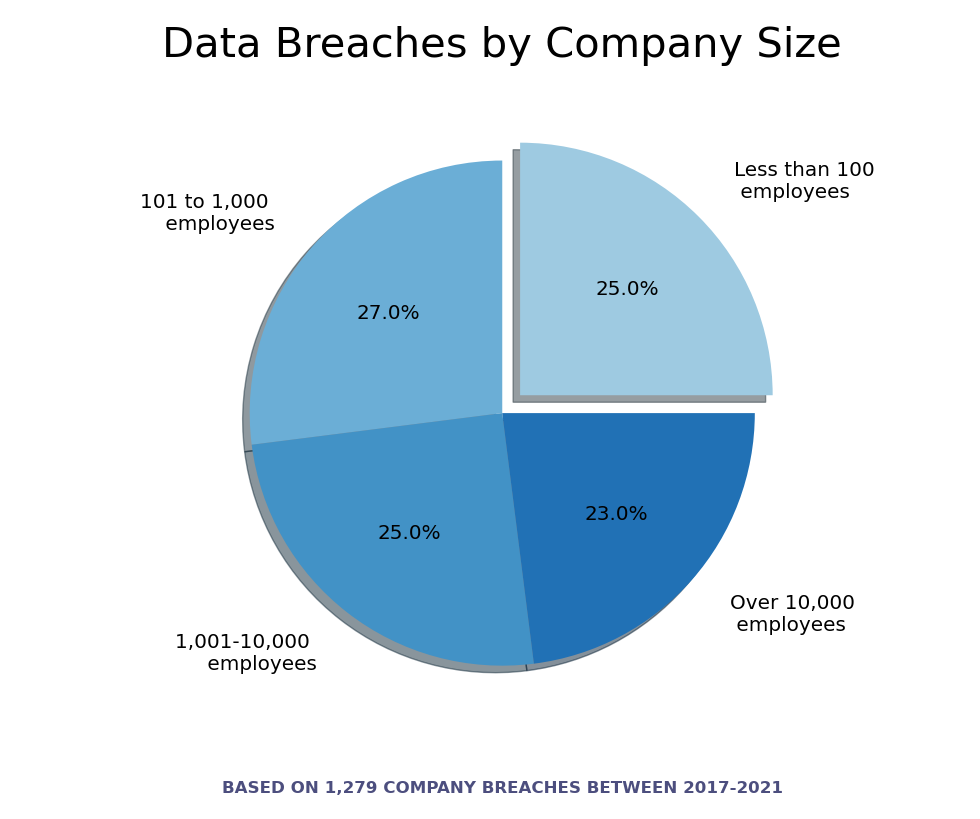 Data Breaches by Company Size
101 to 1,000
employees
Less than 100
employees
27.0%
25.0%
25.0%
23.0%
1,001-10,000
employees
Over 10,000
employees
BASED ON 1,279 COMPANY BREACHES BETWEEN 2017-2021